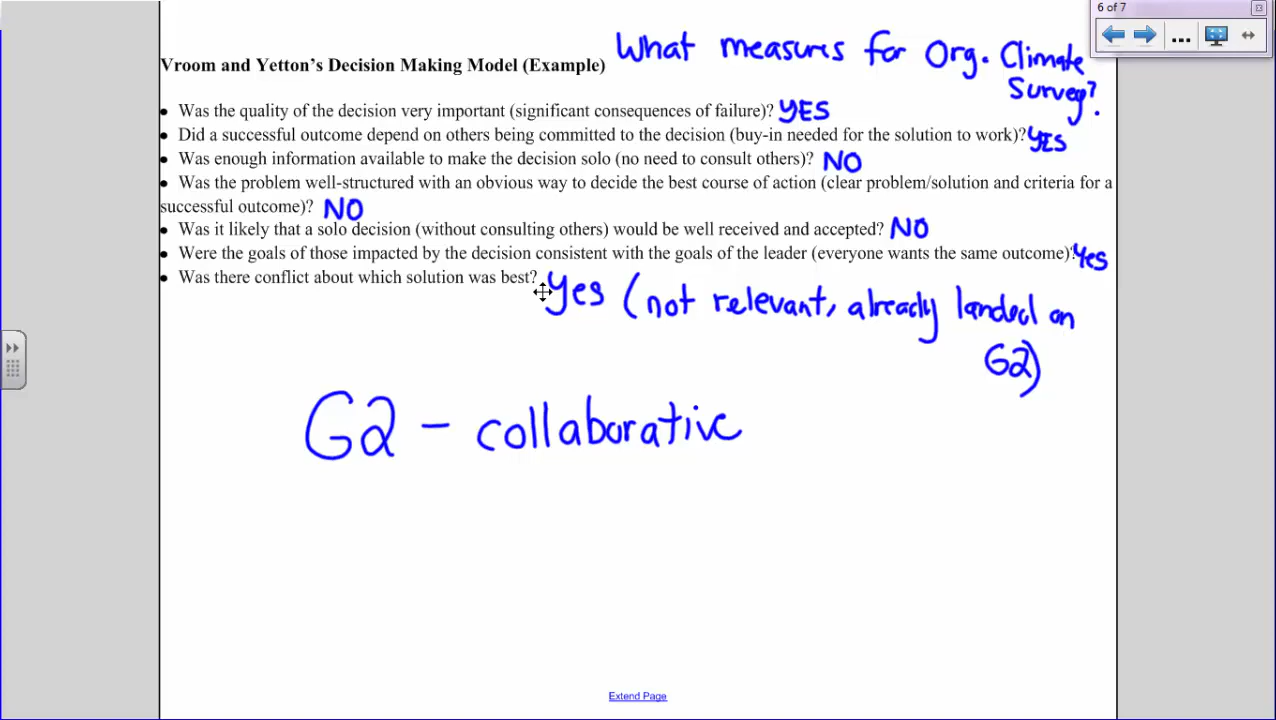 6 of 7
What measures for Org. Climate
Survey?
Vroom and Yetton's Decision Making Model (Example)
• Was the quality of the decision very important (significant consequences of failure)? YES
• Did a successful outcome depend on others being committed to the decision (buy-in needed for the solution to work)? YES
• Was enough information available to make the decision solo (no need to consult others)? NO
• Was the problem well-structured with an obvious way to decide the best course of action (clear problem/solution and criteria for a
successful outcome)? NO
• Was it likely that a solo decision (without consulting others) would be well received and accepted? NO
• Were the goals of those impacted by the decision consistent with the goals of the leader (everyone wants the same outcome)? Yes
• Was there conflict about which solution was best? Yes (not relevant, already landed on
G2)
G2 - collaborative
Extend Page